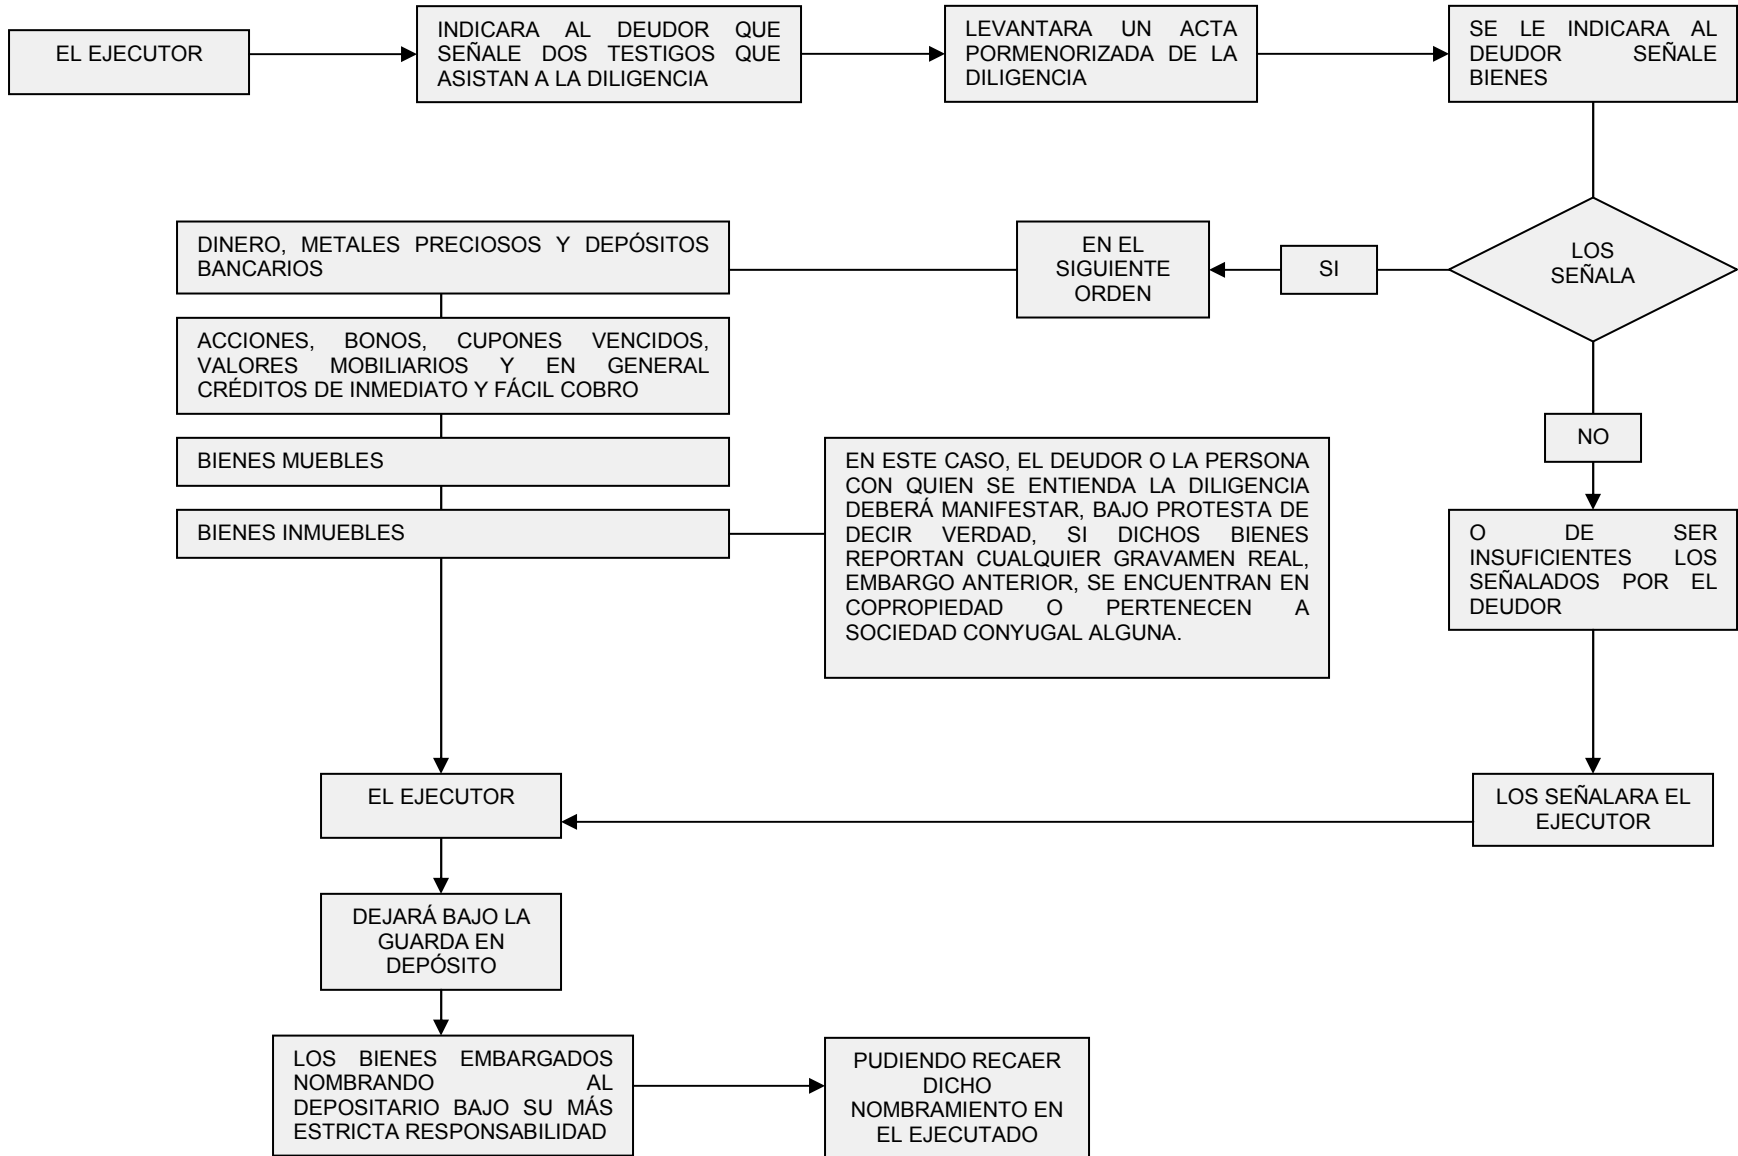 EL EJECUTOR
INDICARA AL DEUDOR QUE
SEÑALE DOS TESTIGOS QUE
ASISTAN A LA DILIGENCIA
LEVANTARA UN ACTA
PORMENORIZADA DE LA
DILIGENCIA
SE LE INDICARA AL
DEUDOR SEÑALE
BIENES
LOS
SEÑALA
SI
EN EL
SIGUIENTE
ORDEN
DINERO, METALES PRECIOSOS Y DEPÓSITOS
BANCARIOS
ACCIONES, BONOS, CUPONES VENCIDOS,
VALORES MOBILIARIOS Y EN GENERAL
CRÉDITOS DE INMEDIATO Y FÁCIL COBRO
BIENES MUEBLES
BIENES INMUEBLES
EN ESTE CASO, EL DEUDOR O LA PERSONA
CON QUIEN SE ENTIENDA LA DILIGENCIA
DEBERÁ MANIFESTAR, BAJO PROTESTA DE
DECIR VERDAD, SI DICHOS BIENES
REPORTAN CUALQUIER GRAVAMEN REAL,
EMBARGO ANTERIOR, SE ENCUENTRAN EN
COPROPIEDAD O PERTENECEN A
SOCIEDAD CONYUGAL ALGUNA.
NO
O DE SER
INSUFICIENTES LOS
SEÑALADOS POR EL
DEUDOR
LOS SEÑALARA EL
EJECUTOR
EL EJECUTOR
DEJARÁ BAJO LA
GUARDA EN
DEPÓSITO
LOS BIENES EMBARGADOS
NOMBRANDO AL
DEPOSITARIO BAJO SU MÁS
ESTRICTA RESPONSABILIDAD
PUDIENDO RECAER
DICHO
NOMBRAMIENTO EN
EL EJECUTADO